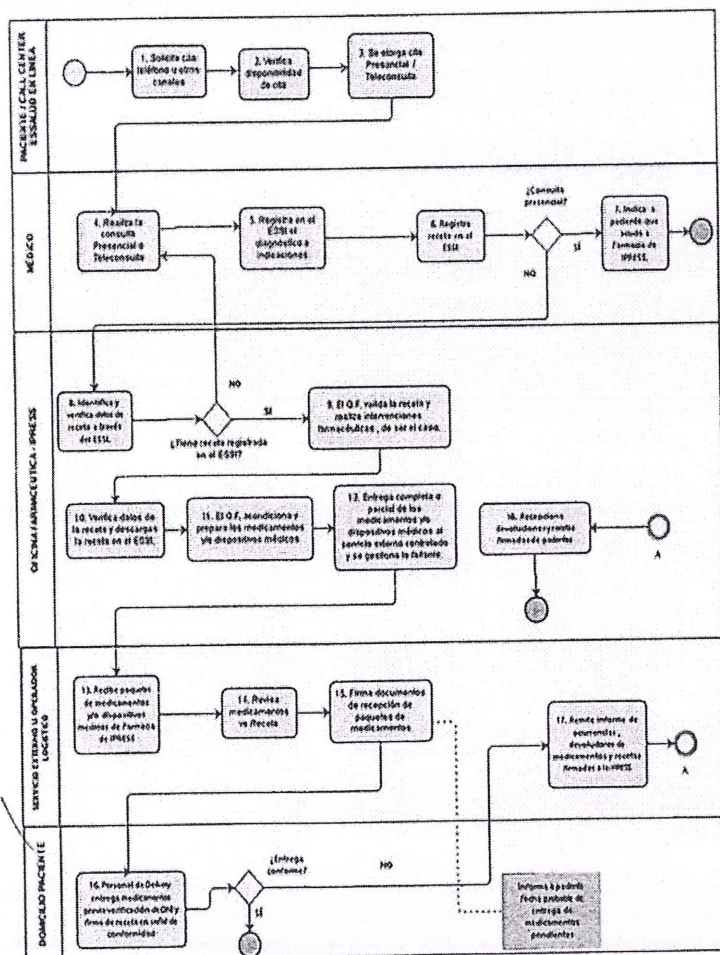 PACIENTE / CALL CENTER
ESSALUD EN LINEA
1. Solicita cita
teléfono u otros
canales
2. Verifica
disponibilidad
de cita
3. Se otorga cita
Presencial /
Teleconsulta
MÉDICO
4. Realiza la
consulta
Presencial o
Teleconsulta
5. Registra en el
ESSI el
diagnóstico e
indicaciones
6. Registra
receta en el
ESSI
¿Consulta
presencial?
SÍ
NO
7. Indica a
paciente que
acuda a
Farmacia de
IPRESS.
OFICINA FARMACEUTICA - IPRESS
8. Identifica y
verifica datos de
receta a través
del ESSI.
NO
SÍ
¿Tiene receta registrada
en el ESSI?
9. El Q.F. valida la receta y
realiza intervenciones
farmacéuticas, de ser el caso.
10. Verifica datos de
la receta y descarga
la receta en el ESSI.
11. El Q.F. acondiciona y
prepara los medicamentos
y/o dispositivos médicos.
12. Entrega completa o
parcial de los
medicamentos y/o
dispositivos médicos al
servicio externo contratado
y se gestiona lo faltante.
devoluciones y recetas
firmadas
A
SERVICIO EXTERNO U OPERADOR
LOGISTICO
13. Recibe paquetes
de medicamentos
y/o dispositivos
médicos de Farmacia
de IPRESS
14. Revisa
medicamentos
vs Receta
15. Firma documentos
de recepción de
paquetes de
medicamentos
17. Remite informe de
ocurrencias,
devoluciones de
medicamentos y recetas
firmadas a la IPRESS
A
DOMICILIO PACIENTE
16. Personal de Delivery
entrega medicamentos
previa verificación de DNI y
firma de receta en señal de
conformidad
¿Entrega
conforme?
NO
SÍ
Informa a
fecha probable de
entrega de
medicamentos
pendientes